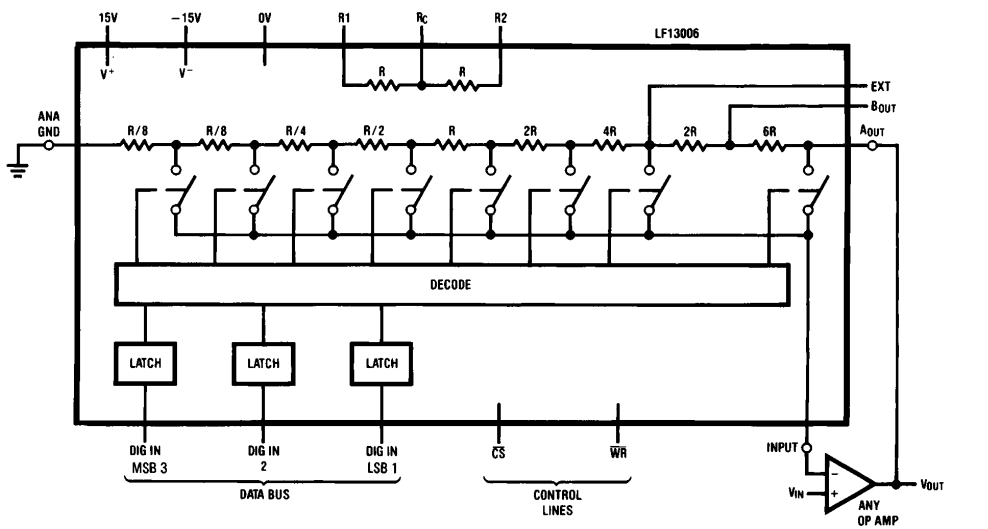 15V −15V 0V R1 RC R2
LF13006
V+ V−
R R
EXT
BOUT
ANA
GND
AOUT
R/8 R/8 R/4 R/2 R 2R 4R 2R 6R
DECODE
LATCH LATCH LATCH
DIG IN
MSB 3
DIG IN
2
DIG IN
LSB 1
CS WR
INPUT
DATA BUS
CONTROL
LINES
VIN
− +
VOUT
ANY
OP AMP